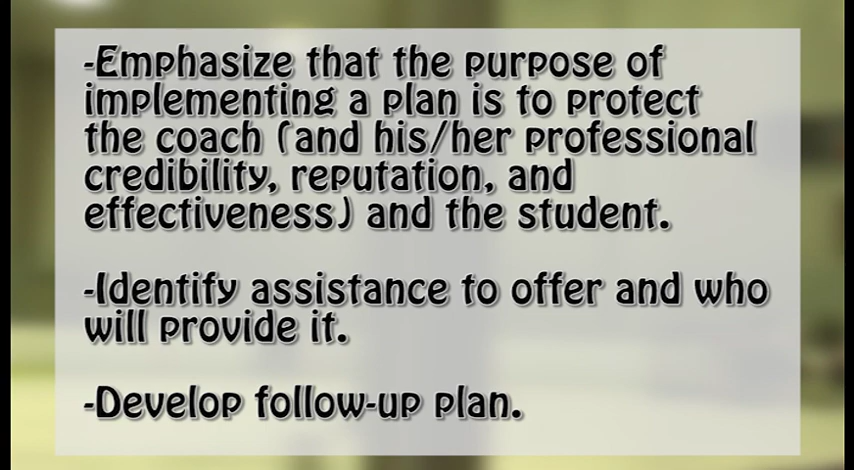 -Emphasize that the purpose of
implementing a plan is to protect
the coach (and his/her professional
credibility, reputation, and
effectiveness) and the student.
-Identify assistance to offer and who
will provide it.
-Develop follow-up plan.